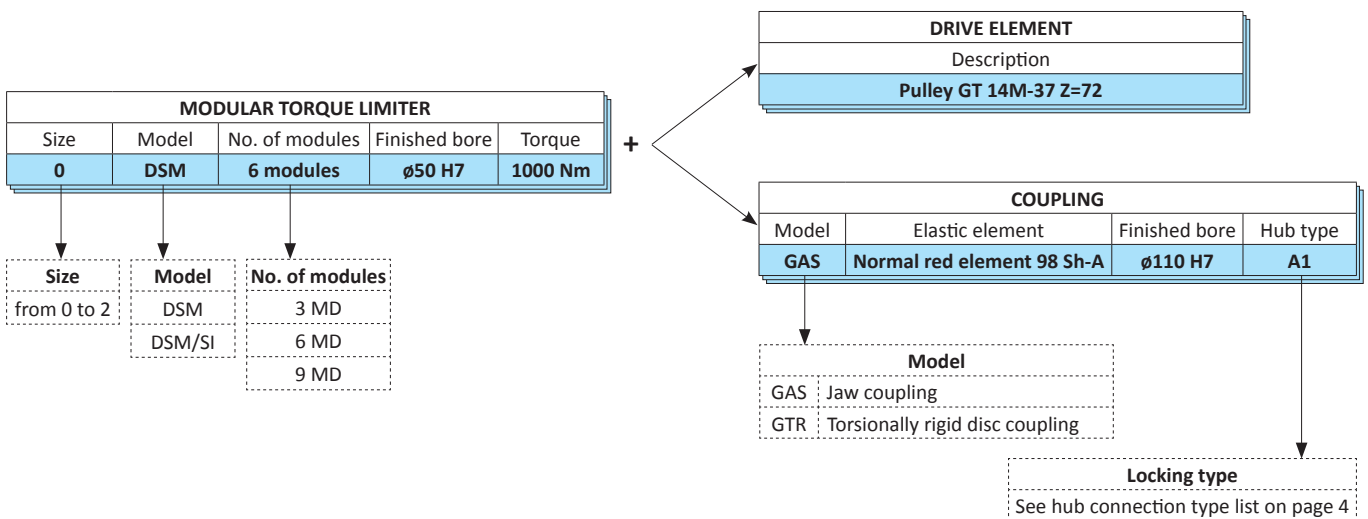 DRIVE ELEMENT
Description
Pulley GT 14M-37 Z=72
MODULAR TORQUE LIMITER
Size Model No. of modules Finished bore Torque
0 DSM 6 modules ø50 H7 1000 Nm
+
COUPLING
Model Elastic element Finished bore Hub type
GAS Normal red element 98 Sh-A ø110 H7 A1
Size
from 0 to 2
Model
DSM
DSM/SI
No. of modules
3 MD
6 MD
9 MD
Model
GAS Jaw coupling
GTR Torsionally rigid disc coupling
Locking type
See hub connection type list on page 4